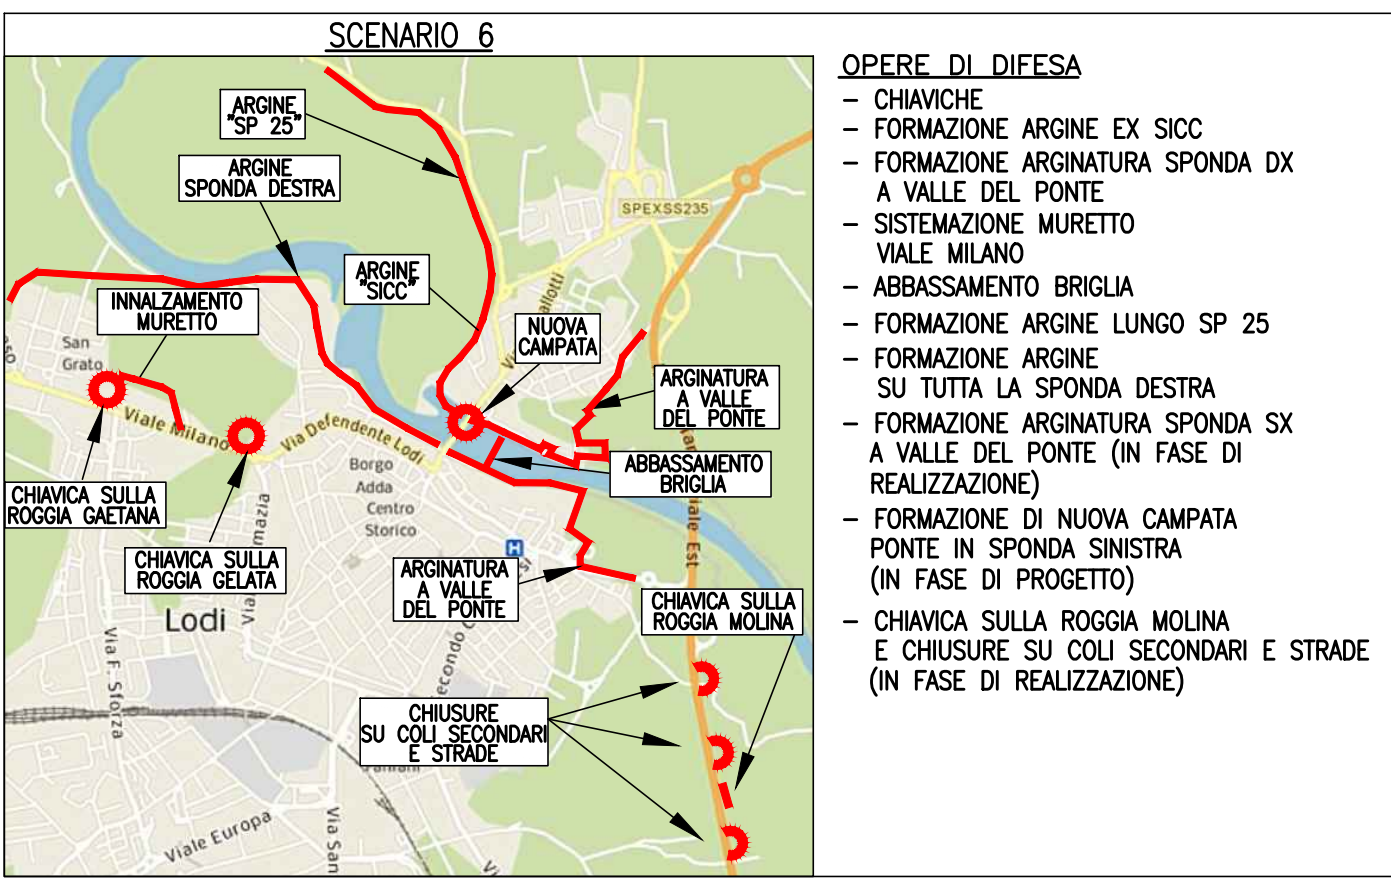 SCENARIO 6
ARGINE
"SP 25"
ARGINE
SPONDA DESTRA
SPEXSS235
ARGINE
"SICC"
INNALZAMENTO
MURETTO
NUOVA
CAMPATA
San
Grato
ARGINATURA
A VALLE
DEL PONTE
Viale Milano
Via Defendente Lodi
Borgo
Adda
Centro
Storico
ABBASSAMENTO
BRIGLIA
CHIAVICA SULLA
ROGGIA GAETANA
CHIAVICA SULLA
ROGGIA GELATA
H
ARGINATURA
A VALLE
DEL PONTE
Est
CHIAVICA SULLA
ROGGIA MOLINA
Lodi
Via F. Sforza
CHIUSURE
SU COLI SECONDARI
E STRADE
Viale Europa
Via San
OPERE DI DIFESA
– CHIAVICHE
– FORMAZIONE ARGINE EX SICC
– FORMAZIONE ARGINATURA SPONDA DX
A VALLE DEL PONTE
– SISTEMAZIONE MURETTO
VIALE MILANO
– ABBASSAMENTO BRIGLIA
– FORMAZIONE ARGINE LUNGO SP 25
– FORMAZIONE ARGINE
SU TUTTA LA SPONDA DESTRA
– FORMAZIONE ARGINATURA SPONDA SX
A VALLE DEL PONTE (IN FASE DI
REALIZZAZIONE)
– FORMAZIONE DI NUOVA CAMPATA
PONTE IN SPONDA SINISTRA
(IN FASE DI PROGETTO)
– CHIAVICA SULLA ROGGIA MOLINA
E CHIUSURE SU COLI SECONDARI E STRADE
(IN FASE DI REALIZZAZIONE)